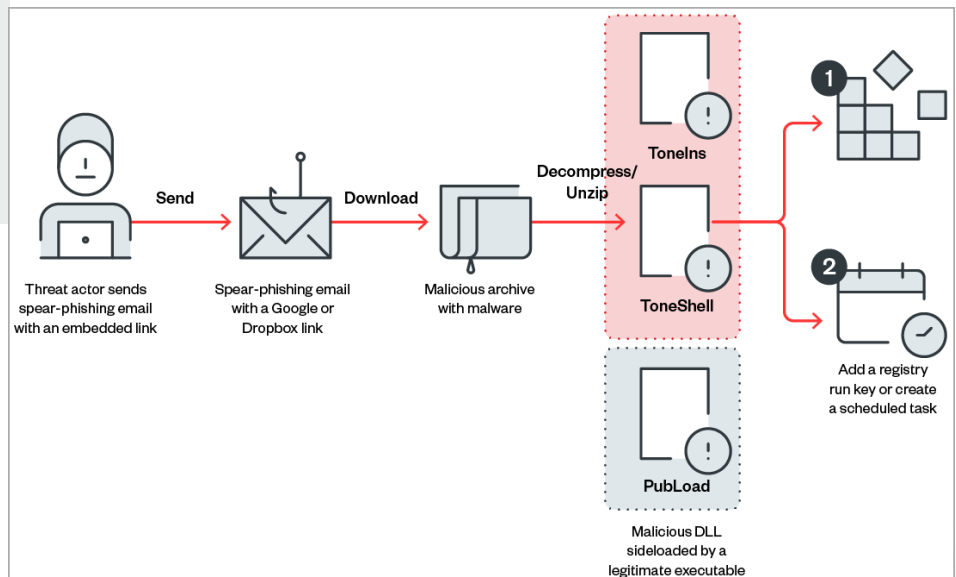 Send
Threat actor sends
spear-phishing email
with an embedded link
Spear-phishing email
with a Google or
Dropbox link
Download
Malicious archive
with malware
Decompress/
Unzip
ToneIns
ToneShell
PubLoad
Malicious DLL
sideloaded by a
legitimate executable
1
2
Add a registry
run key or create
a scheduled task